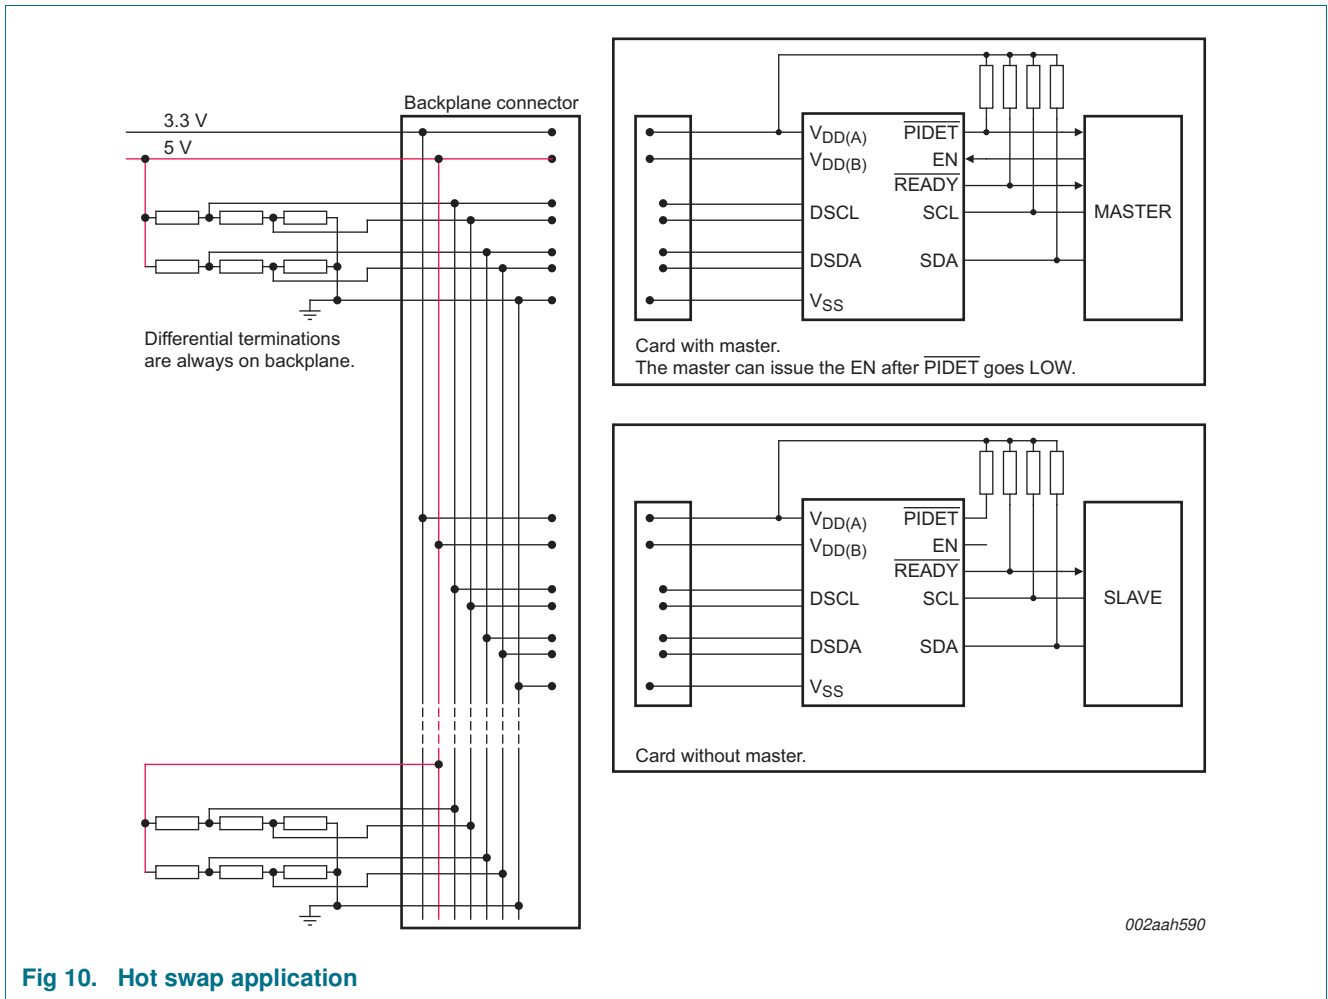 3.3 V
5 V
Backplane connector
Differential terminations
are always on backplane.
VDD(A)
VDD(B)
DSCL
DSDA
VSS
PIDET
EN
READY
SCL
SDA
MASTER
Card with master.
The master can issue the EN after PIDET goes LOW.
VDD(A)
VDD(B)
DSCL
DSDA
VSS
PIDET
EN
READY
SCL
SDA
SLAVE
Card without master.
002aah590
Fig 10. Hot swap application